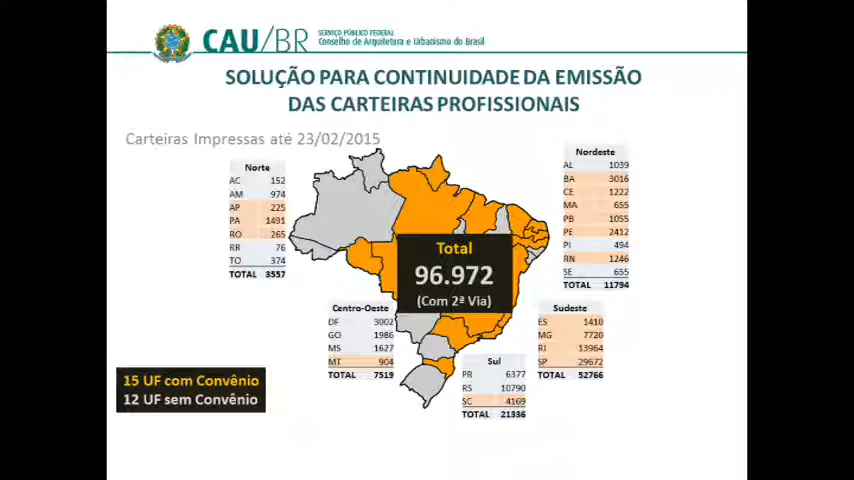 CAU/BR
SERVIÇO PÚBLICO FEDERAL
Conselho de Arquitetura e Urbanismo do Brasil
SOLUÇÃO PARA CONTINUIDADE DA EMISSÃO
DAS CARTEIRAS PROFISSIONAIS
Carteiras Impressas até 23/02/2015
Norte
AC 152
AM 974
AP 225
PA 1491
RO 265
RR 76
TO 374
TOTAL 3557
Nordeste
AL 1039
BA 3016
CE 1222
MA 655
PB 1055
PE 2412
PI 494
RN 1246
SE 655
TOTAL 11794
Total
96.972
(Com 2ª Via)
Centro-Oeste
DF 3002
GO 1986
MS 1627
MT 904
TOTAL 7519
Sudeste
ES 1410
MG 7720
RJ 13964
SP 29672
TOTAL 52766
Sul
PR 6377
RS 10790
SC 4169
TOTAL 21336
15 UF com Convênio
12 UF sem Convênio